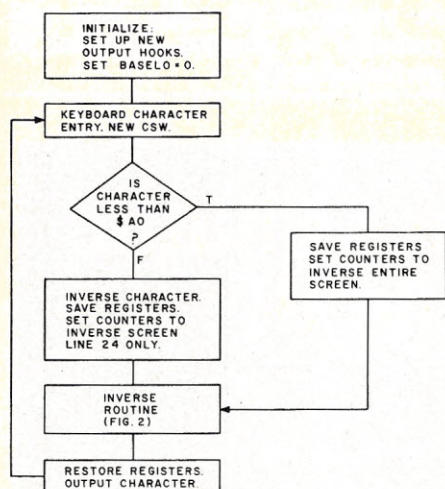 INITIALIZE:
SET UP NEW
OUTPUT HOOKS.
SET BASELO = 0.
KEYBOARD CHARACTER
ENTRY. NEW CSW.
IS
CHARACTER
LESS THAN
$ A0
?
T
F
SAVE REGISTERS
SET COUNTERS TO
INVERSE ENTIRE
SCREEN.
INVERSE CHARACTER.
SAVE REGISTERS.
SET COUNTERS TO
INVERSE SCREEN
LINE 24 ONLY.
INVERSE
ROUTINE
(FIG. 2)
RESTORE REGISTERS.
OUTPUT CHARACTER.